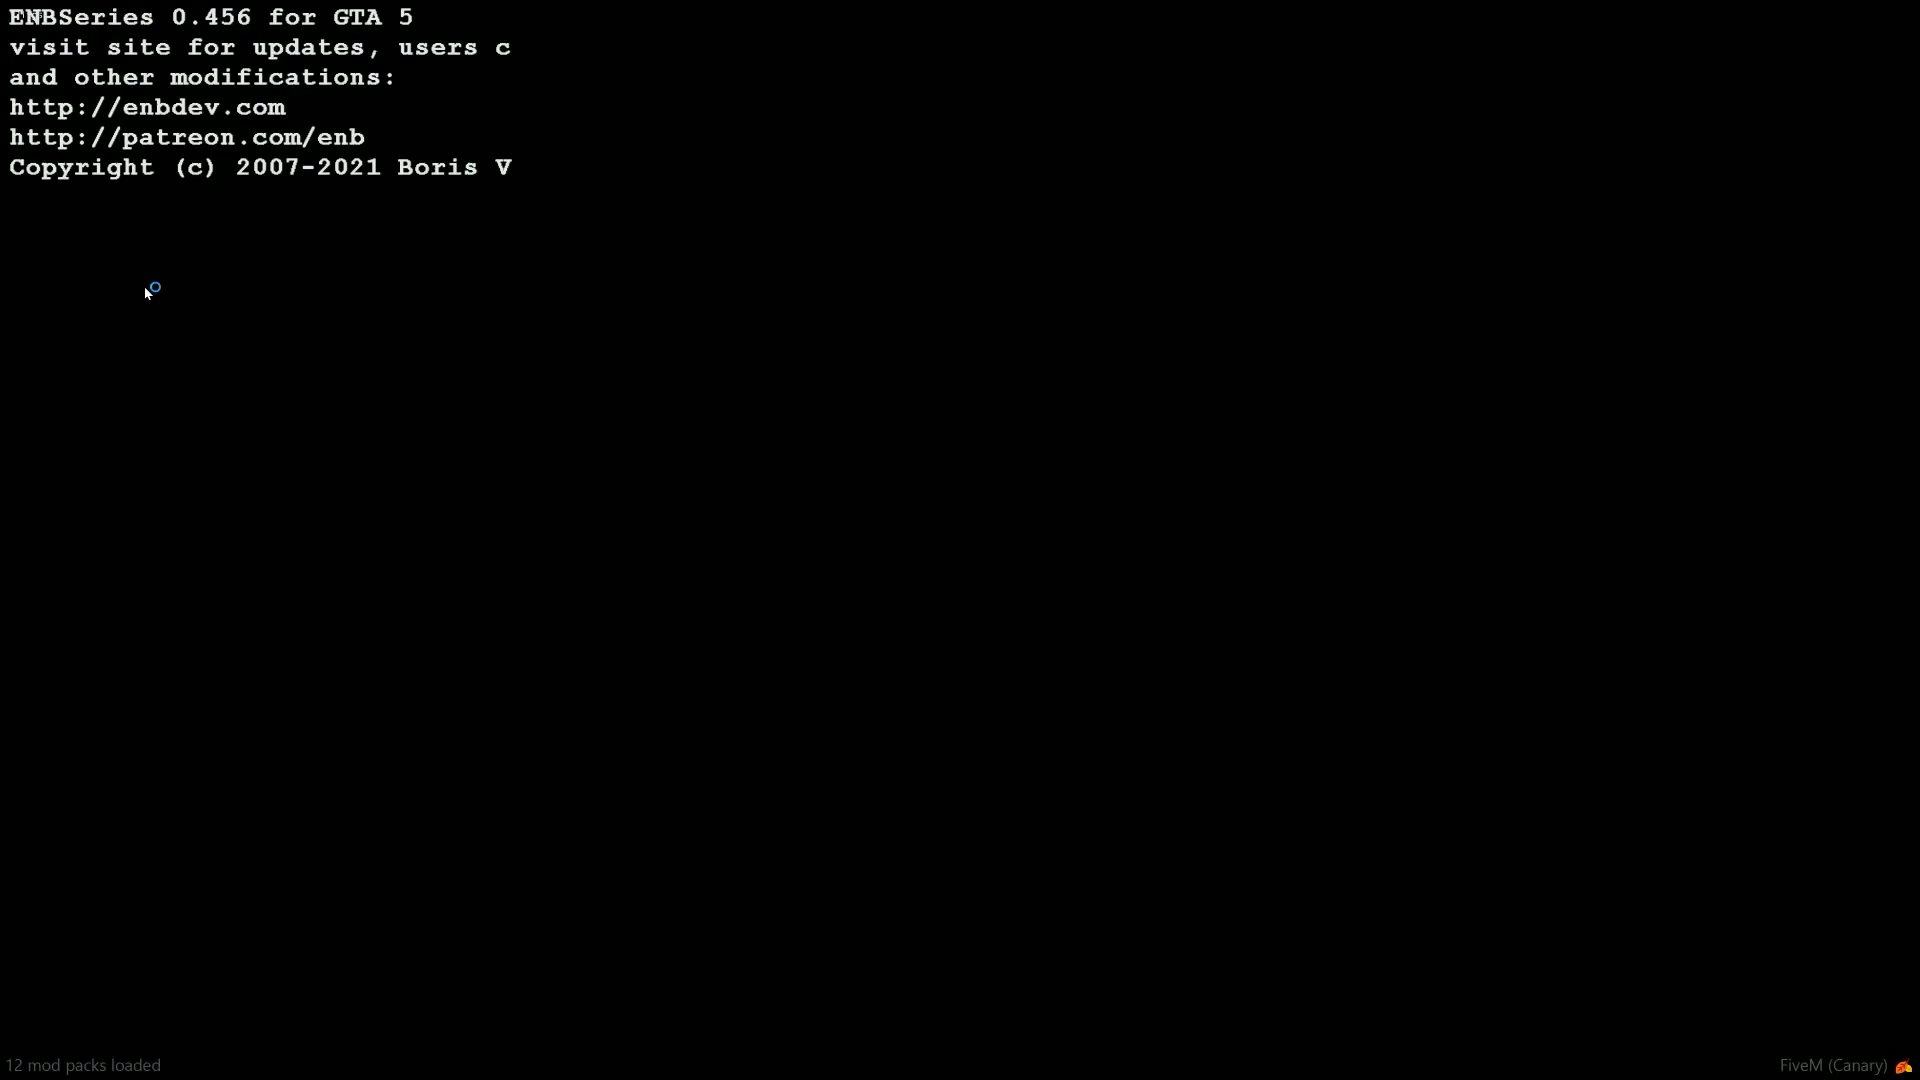 ENBSeries 0.456 for GTA 5
visit site for updates, users c
and other modifications:
http://enbdev.com
http://patreon.com/enb
Copyright (c) 2007-2021 Boris V
12 mod packs loaded
FiveM (Canary)